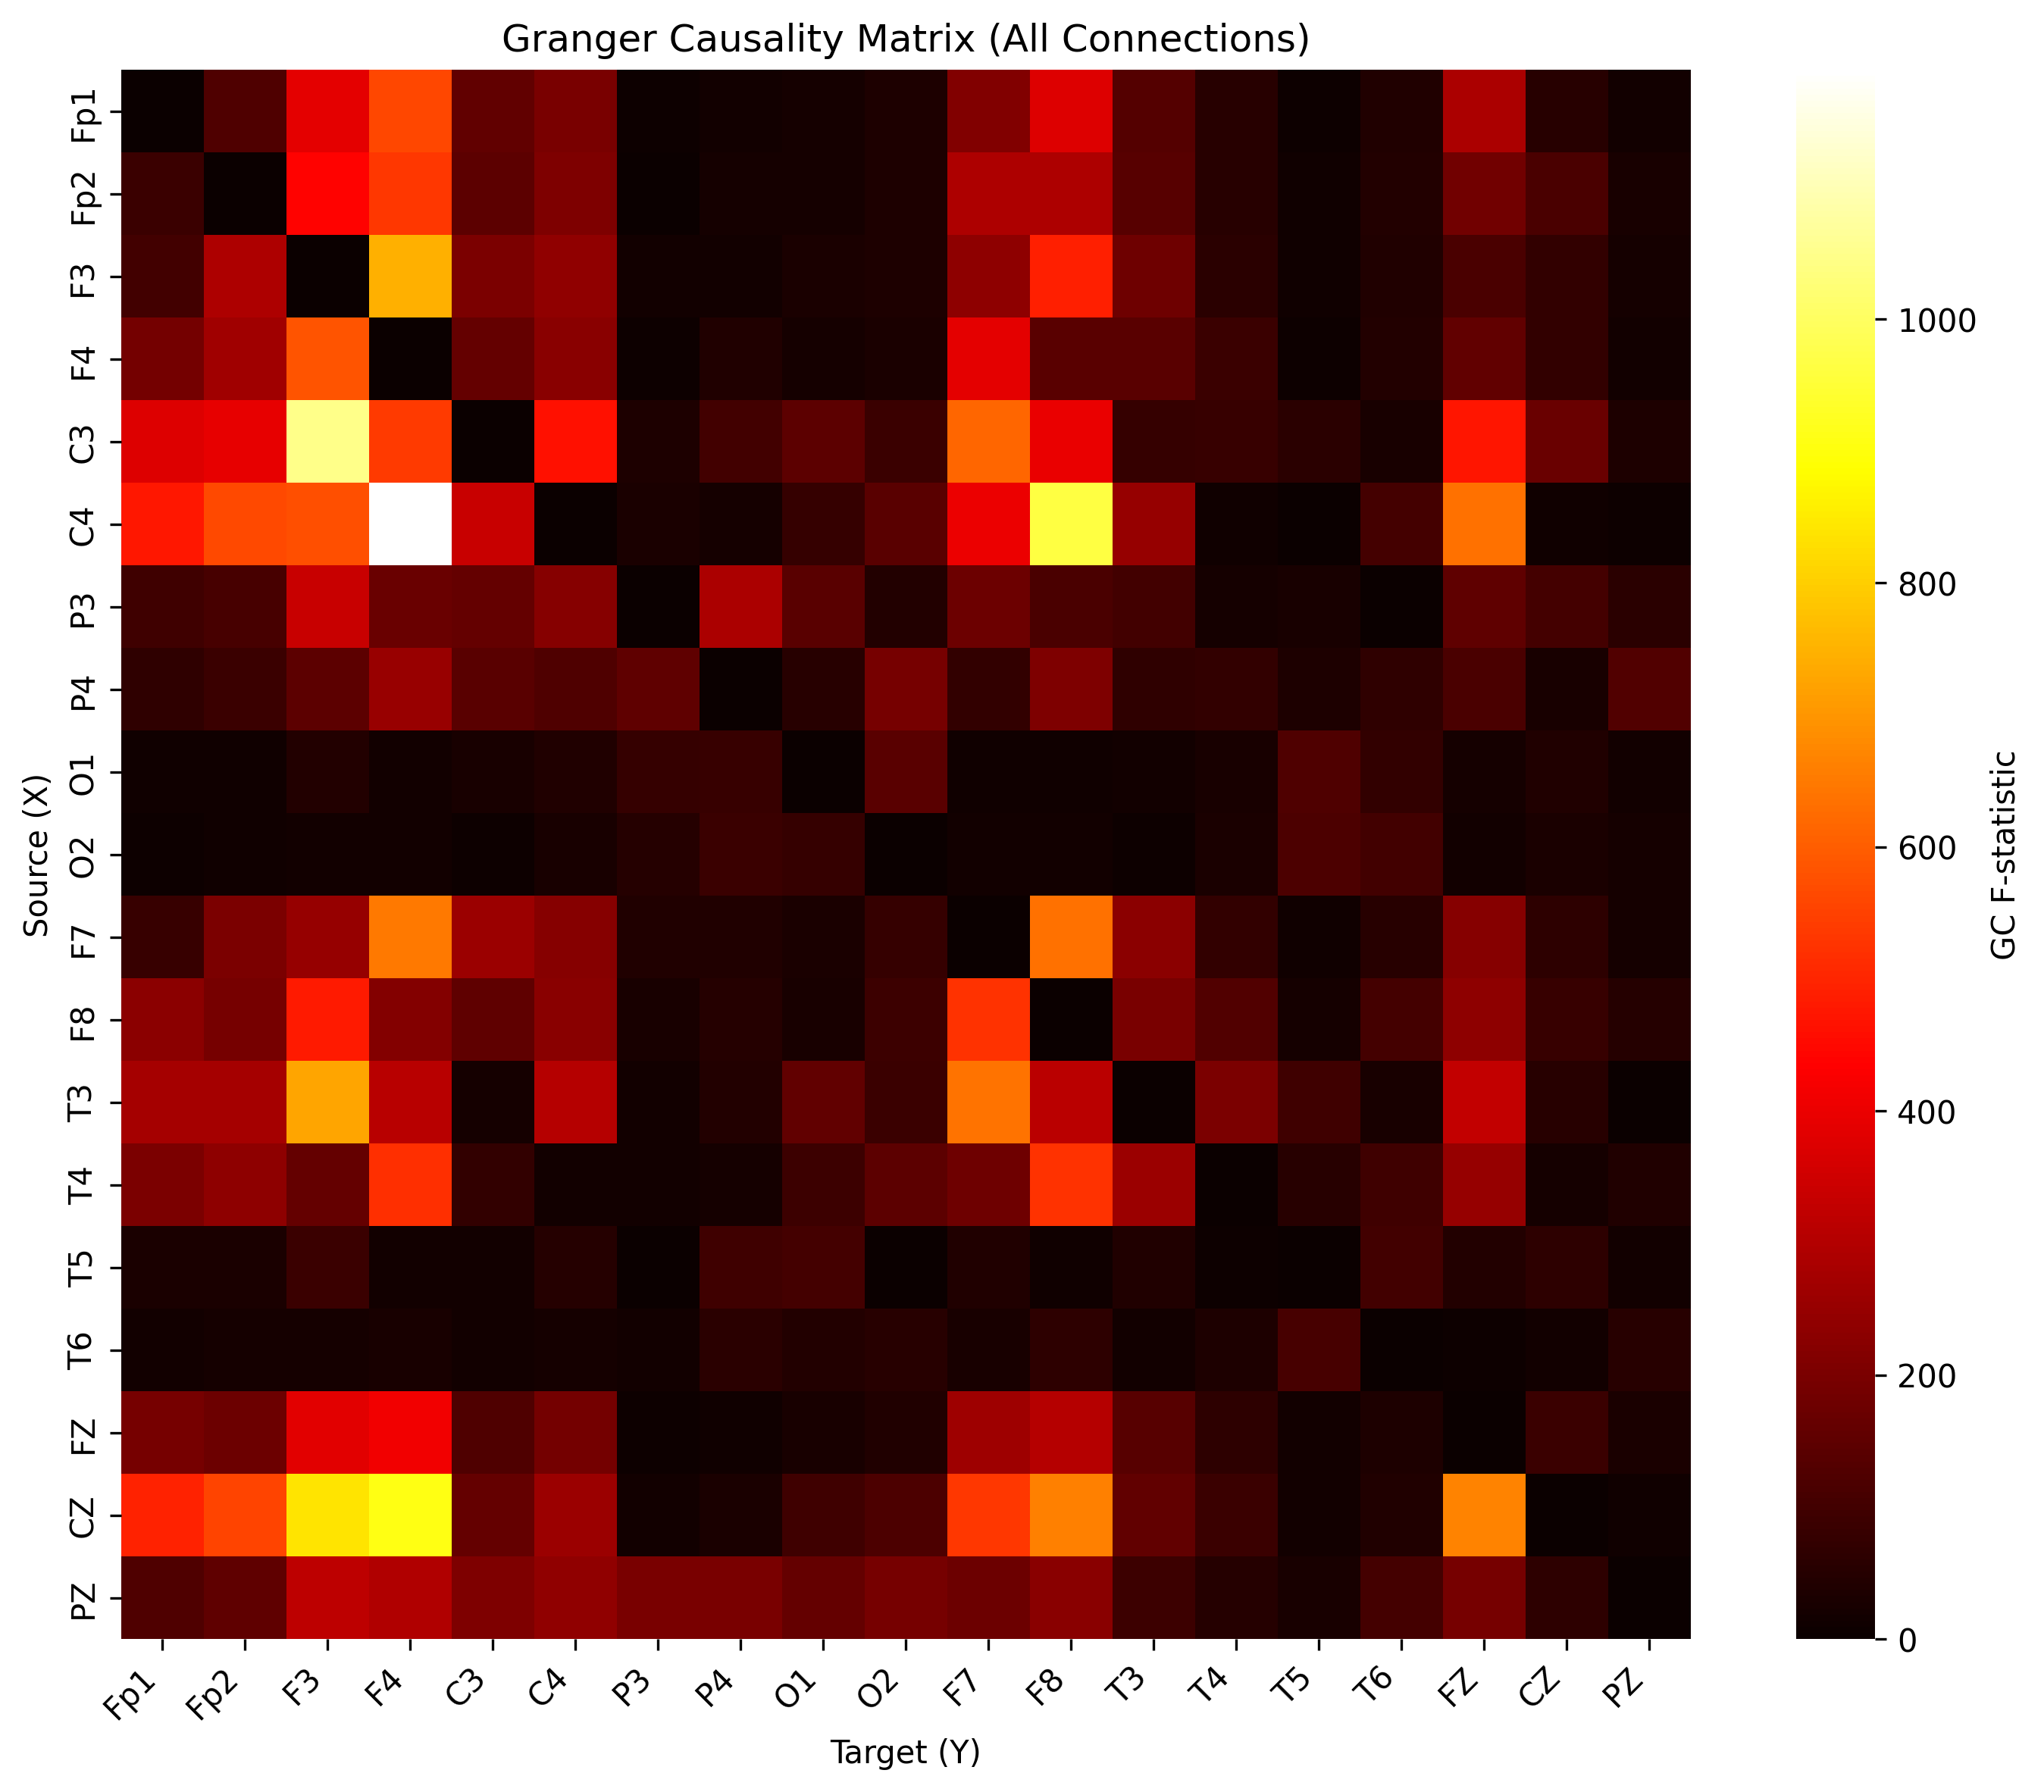 Granger Causality Matrix (All Connections)
Source (X)
Fp1
Fp2
F3
F4
C3
C4
P3
P4
O1
O2
F7
F8
T3
T4
T5
T6
FZ
CZ
PZ
Fp1 Fp2 F3 F4 C3 C4 P3 P4 O1 O2 F7 F8 T3 T4 T5 T6 FZ CZ PZ
Target (Y)
1000
800
600
400
200
0
GC F-statistic